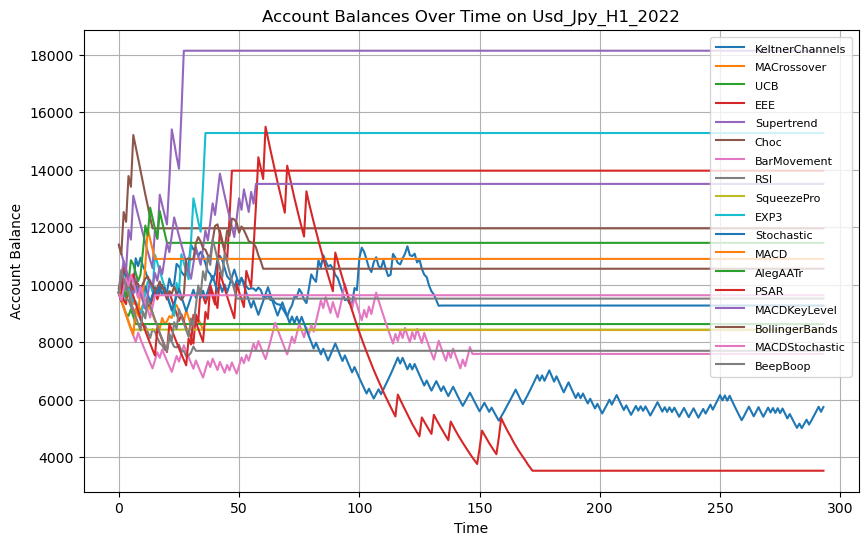 Account Balances Over Time on Usd_Jpy_H1_2022
18000
16000
14000
12000
10000
8000
6000
4000
Account Balance
0
50
100
150
200
250
300
Time
KeltnerChannels
MACrossover
UCB
EEE
Supertrend
Choc
BarMovement
RSI
SqueezePro
EXP3
Stochastic
MACD
AlegAATr
PSAR
MACDKeyLevel
BollingerBands
MACDStochastic
BeepBoop